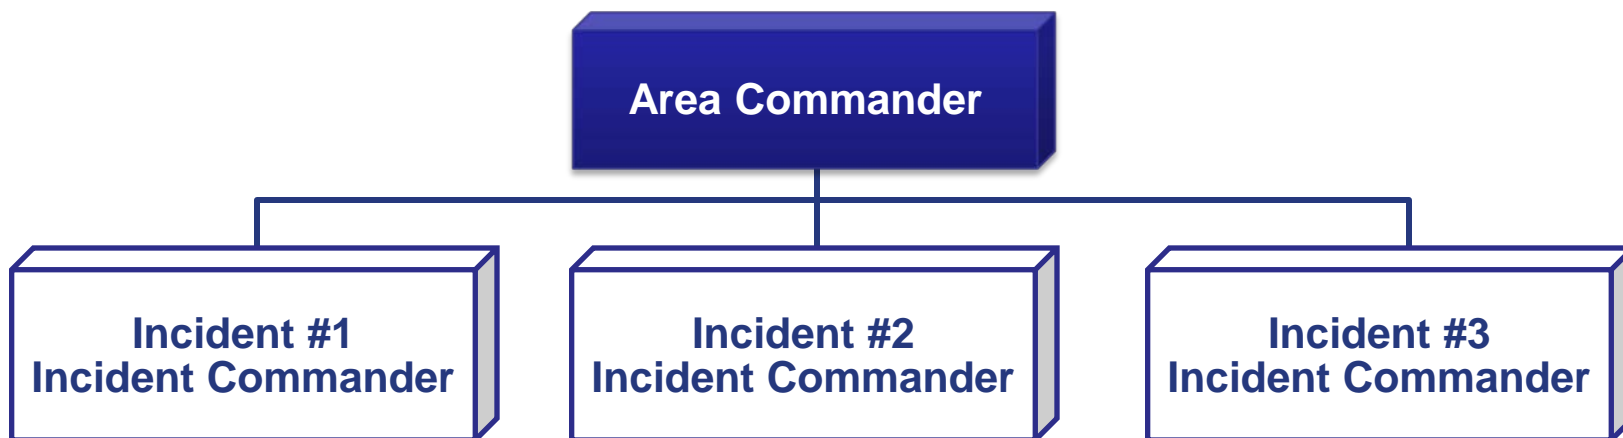 Area Commander
Incident #1
Incident Commander
Incident #2
Incident Commander
Incident #3
Incident Commander